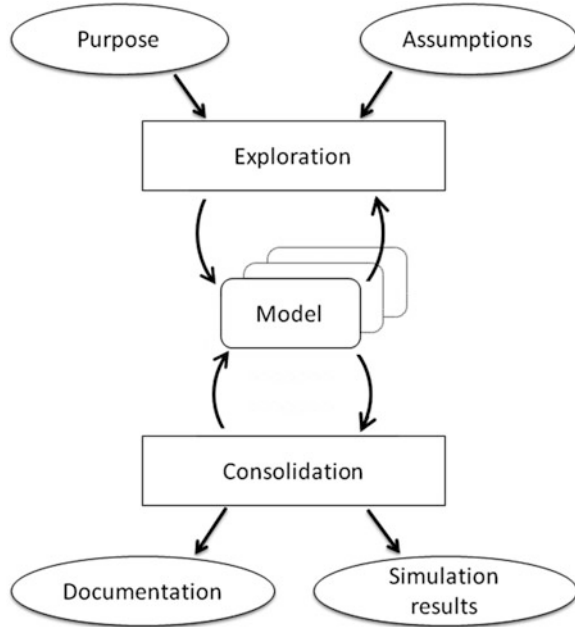 Purpose
Assumptions
Exploration
Model
Consolidation
Documentation
Simulation
results